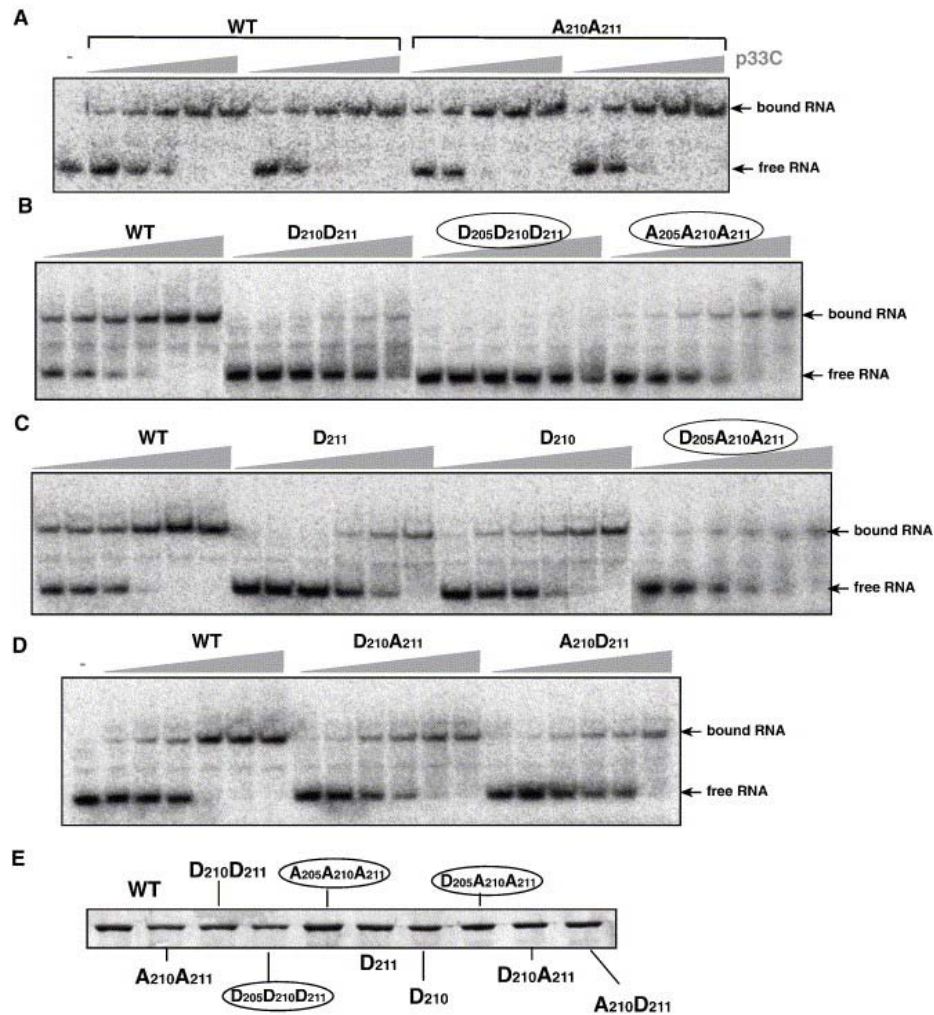 A
WT A210A211
- p33C
bound RNA
free RNA
B
WT D210D211 D205D210D211 A205A210A211
bound RNA
free RNA
C
WT D211 D210 D205A210A211
bound RNA
free RNA
D
- WT D210A211 A210D211
bound RNA
free RNA
E
WT D210D211 A205A210A211 D205A210A211
A210A211 D205D210D211 D211 D210 D210A211 A210D211